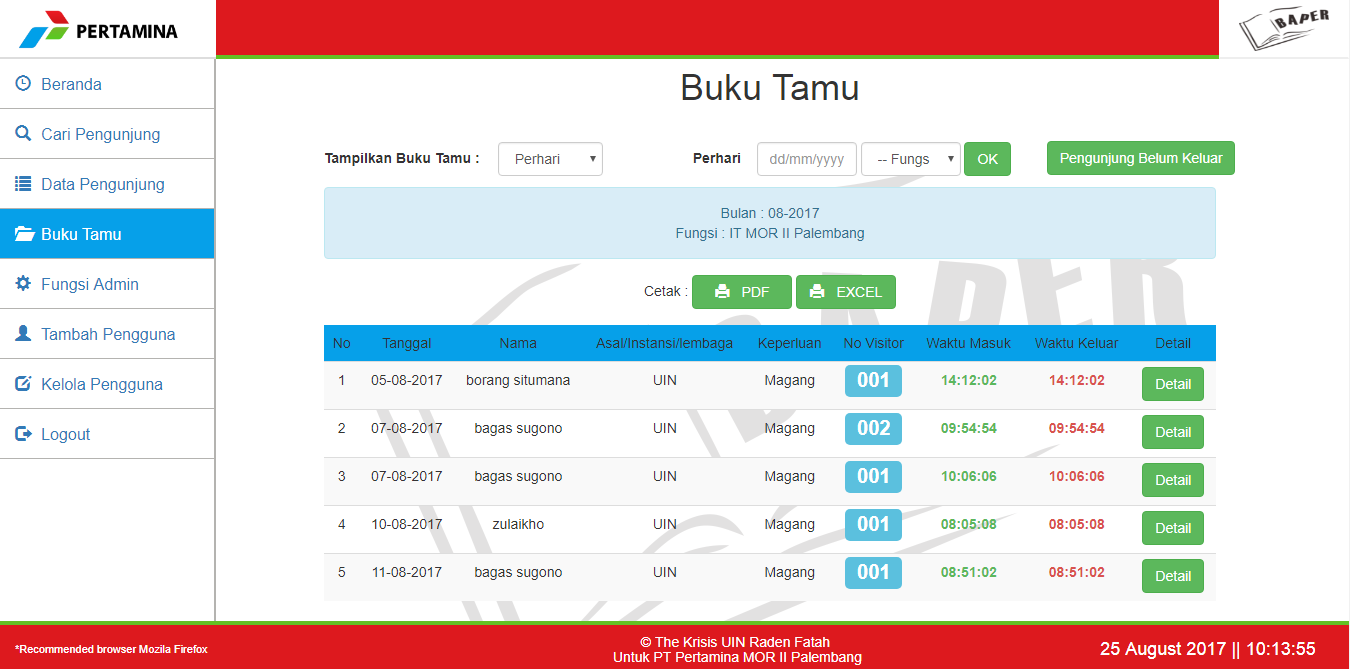 PERTAMINA
BAPER
Beranda
Cari Pengunjung
Data Pengunjung
Buku Tamu
Fungsi Admin
Tambah Pengguna
Kelola Pengguna
Logout
Buku Tamu
Tampilkan Buku Tamu : Perhari Perhari dd/mm/yyyy -- Fungs OK Pengunjung Belum Keluar
Bulan : 08-2017
Fungsi : IT MOR II Palembang
Cetak : PDF EXCEL
BAPER
No Tanggal Nama Asal/Instansi/lembaga Keperluan No Visitor Waktu Masuk Waktu Keluar Detail
1 05-08-2017 borang situmana UIN Magang 001 14:12:02 14:12:02 Detail
2 07-08-2017 bagas sugono UIN Magang 002 09:54:54 09:54:54 Detail
3 07-08-2017 bagas sugono UIN Magang 001 10:06:06 10:06:06 Detail
4 10-08-2017 zulaikho UIN Magang 001 08:05:08 08:05:08 Detail
5 11-08-2017 bagas sugono UIN Magang 001 08:51:02 08:51:02 Detail
*Recommended browser Mozila Firefox
© The Krisis UIN Raden Fatah
Untuk PT Pertamina MOR II Palembang
25 August 2017 || 10:13:55